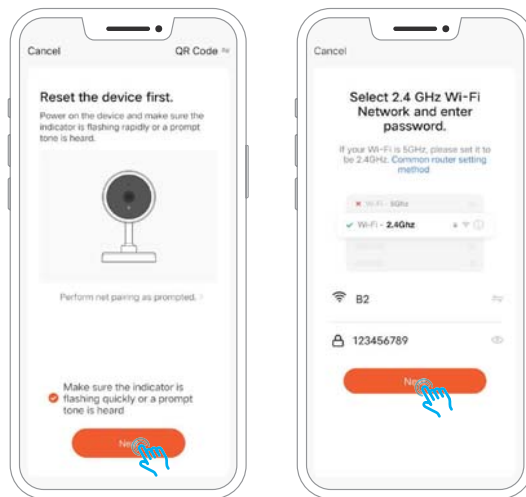 Cancel
QR Code
Reset the device first.
Power on the device and make sure the
indicator is flashing rapidly or a prompt
tone is heard.
Perform net pairing as prompted.
Make sure the indicator is
flashing quickly or a prompt
tone is heard
Next
Cancel
Select 2.4 GHz Wi-Fi
Network and enter
password.
If your Wi-Fi is 5GHz, please set it to
be 2.4GHz. Common router setting
method
Wi-Fi - 5Ghz
Wi-Fi - 2.4Ghz
B2
123456789
Next